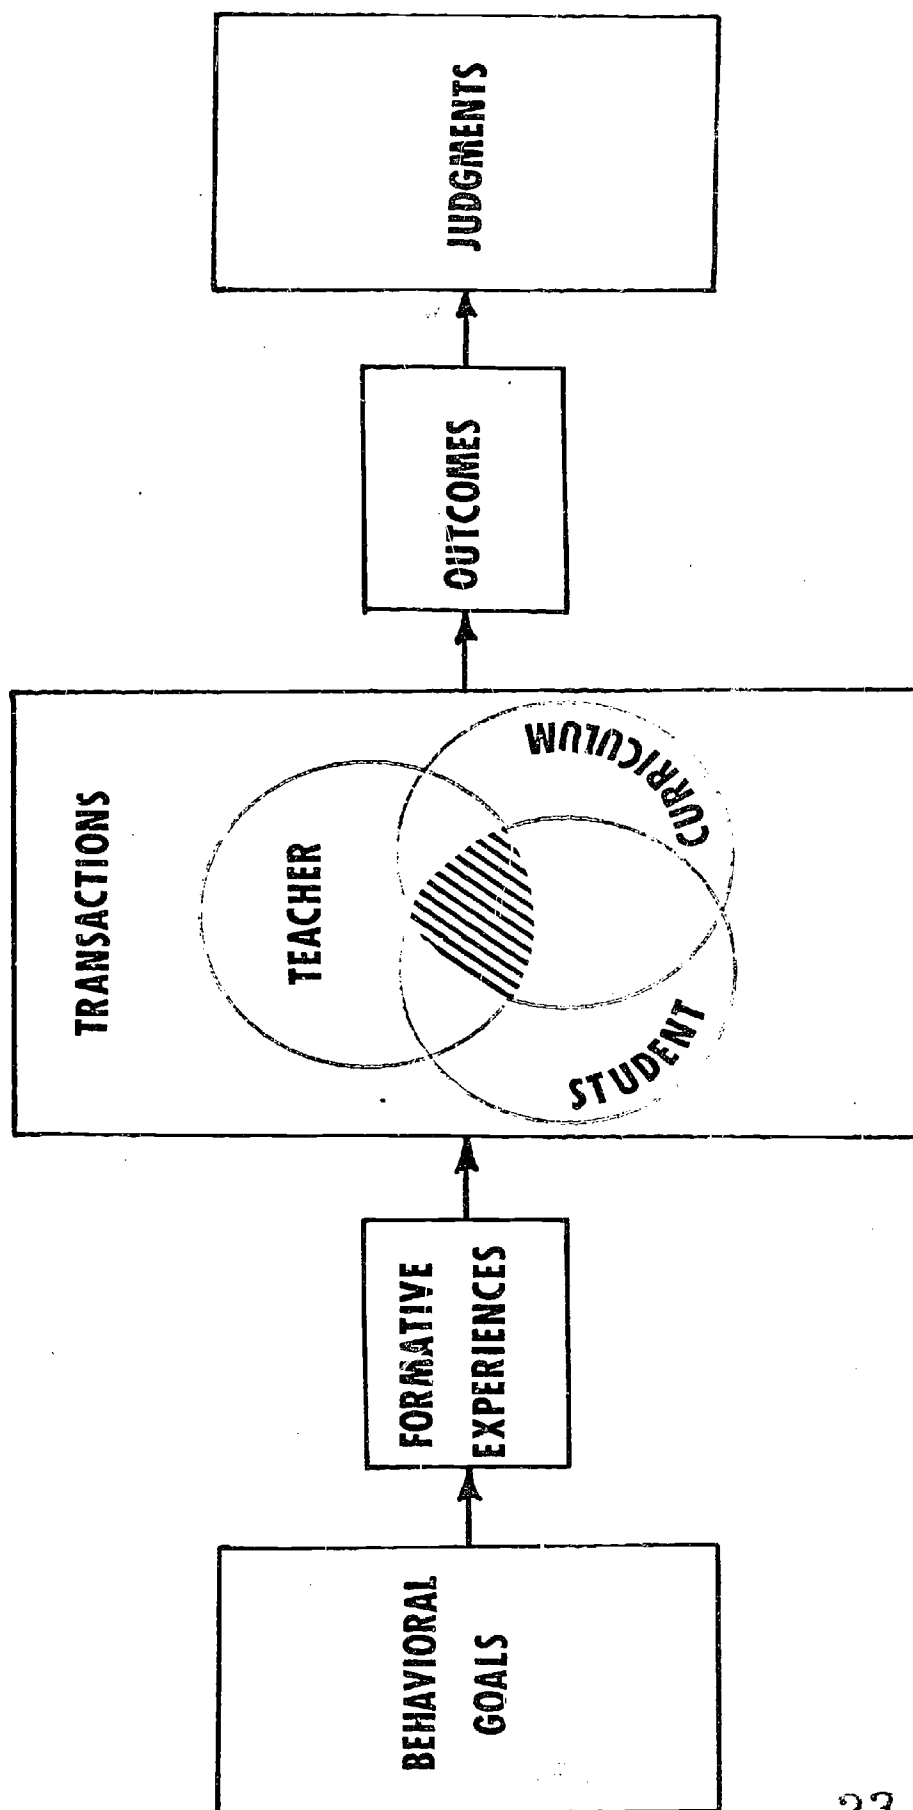 BEHAVIORAL
GOALS
FORMATIVE
EXPERIENCES
TRANSACTIONS
TEACHER
STUDENT
CURRICULUM
OUTCOMES
JUDGMENTS